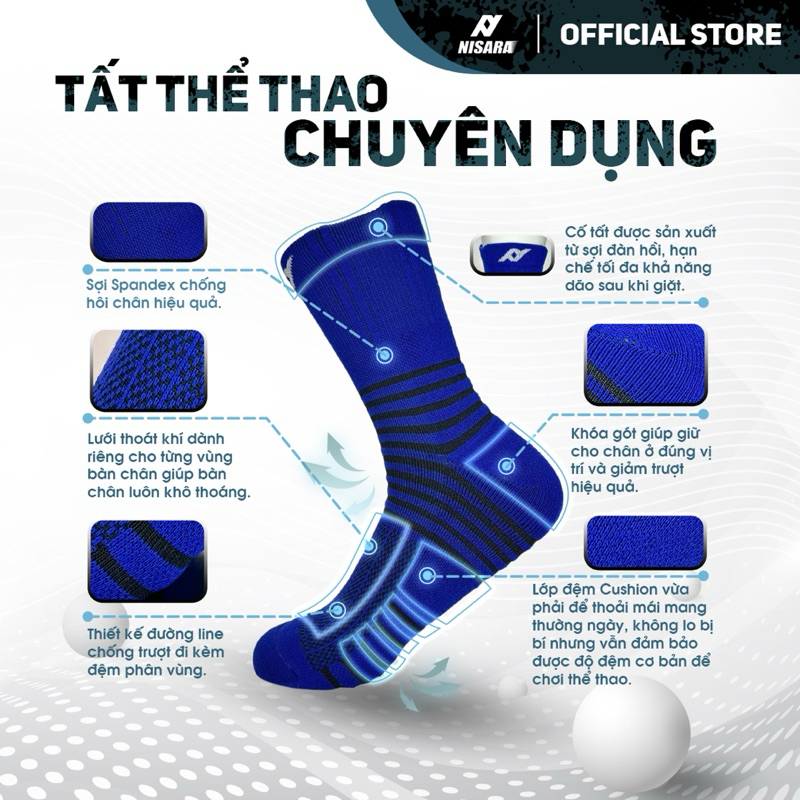 NISARA
OFFICIAL STORE
TẤT THỂ THAO
CHUYÊN DỤNG
Sợi Spandex chống
hôi chân hiệu quả.
Lưới thoát khí dành
riêng cho từng vùng
bàn chân giúp bàn
chân luôn khô thoáng.
Thiết kế đường line
chống trượt đi kèm
đệm phân vùng.
Cổ tất được sản xuất
từ sợi đàn hồi, hạn
chế tối đa khả năng
dão sau khi giặt.
Khóa gót giúp giữ
cho chân ở đúng vị
trí và giảm trượt
hiệu quả.
Lớp đệm Cushion vừa
phải để thoải mái mang
thường ngày, không lo bị
bí nhưng vẫn đảm bảo
được độ đệm cơ bản để
chơi thể thao.